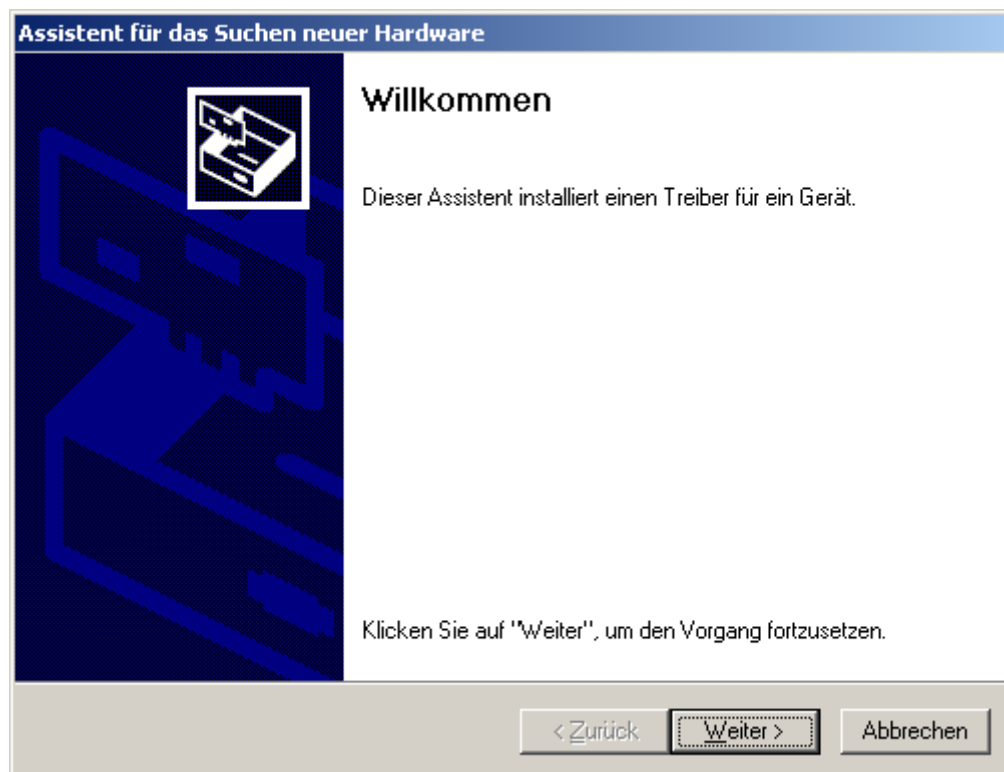 Assistent für das Suchen neuer Hardware
Willkommen
Dieser Assistent installiert einen Treiber für ein Gerät.
Klicken Sie auf "Weiter", um den Vorgang fortzusetzen.
< Zurück
Weiter >
Abbrechen